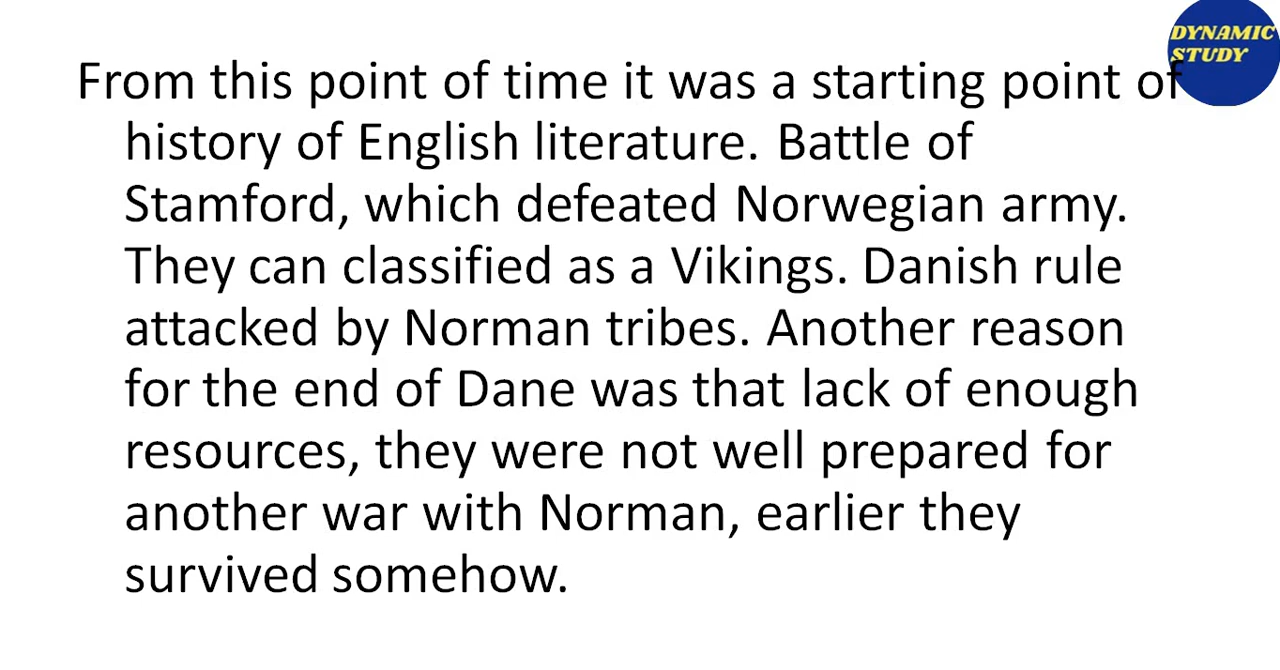 DYNAMIC
STUDY
From this point of time it was a starting point of
history of English literature. Battle of
Stamford, which defeated Norwegian army.
They can classified as a Vikings. Danish rule
attacked by Norman tribes. Another reason
for the end of Dane was that lack of enough
resources, they were not well prepared for
another war with Norman, earlier they
survived somehow.